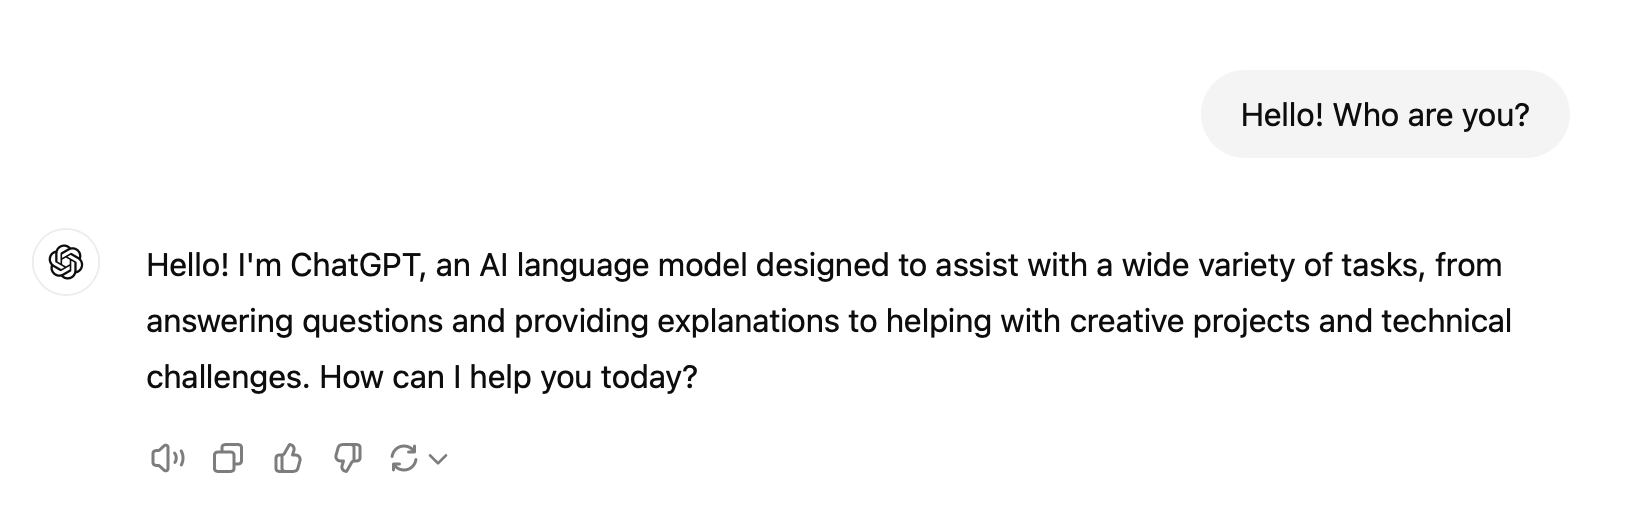 Hello! Who are you?
Hello! I'm ChatGPT, an AI language model designed to assist with a wide variety of tasks, from
answering questions and providing explanations to helping with creative projects and technical
challenges. How can I help you today?